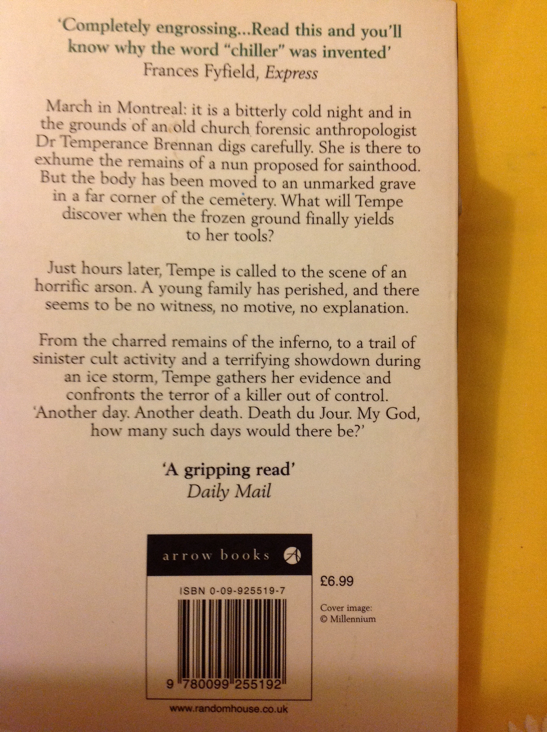 ‘Completely engrossing...Read this and you’ll
know why the word “chiller” was invented’
Frances Fyfield, Express
March in Montreal: it is a bitterly cold night and in
the grounds of an old church forensic anthropologist
Dr Temperance Brennan digs carefully. She is there to
exhume the remains of a nun proposed for sainthood.
But the body has been moved to an unmarked grave
in a far corner of the cemetery. What will Tempe
discover when the frozen ground finally yields
to her tools?
Just hours later, Tempe is called to the scene of an
horrific arson. A young family has perished, and there
seems to be no witness, no motive, no explanation.
From the charred remains of the inferno, to a trail of
sinister cult activity and a terrifying showdown during
an ice storm, Tempe gathers her evidence and
confronts the terror of a killer out of control.
‘Another day. Another death. Death du Jour. My God,
how many such days would there be?’
‘A gripping read’
Daily Mail
arrow books
ISBN 0-09-925519-7
9 780099 255192
£6.99
Cover image:
© Millennium
www.randomhouse.co.uk